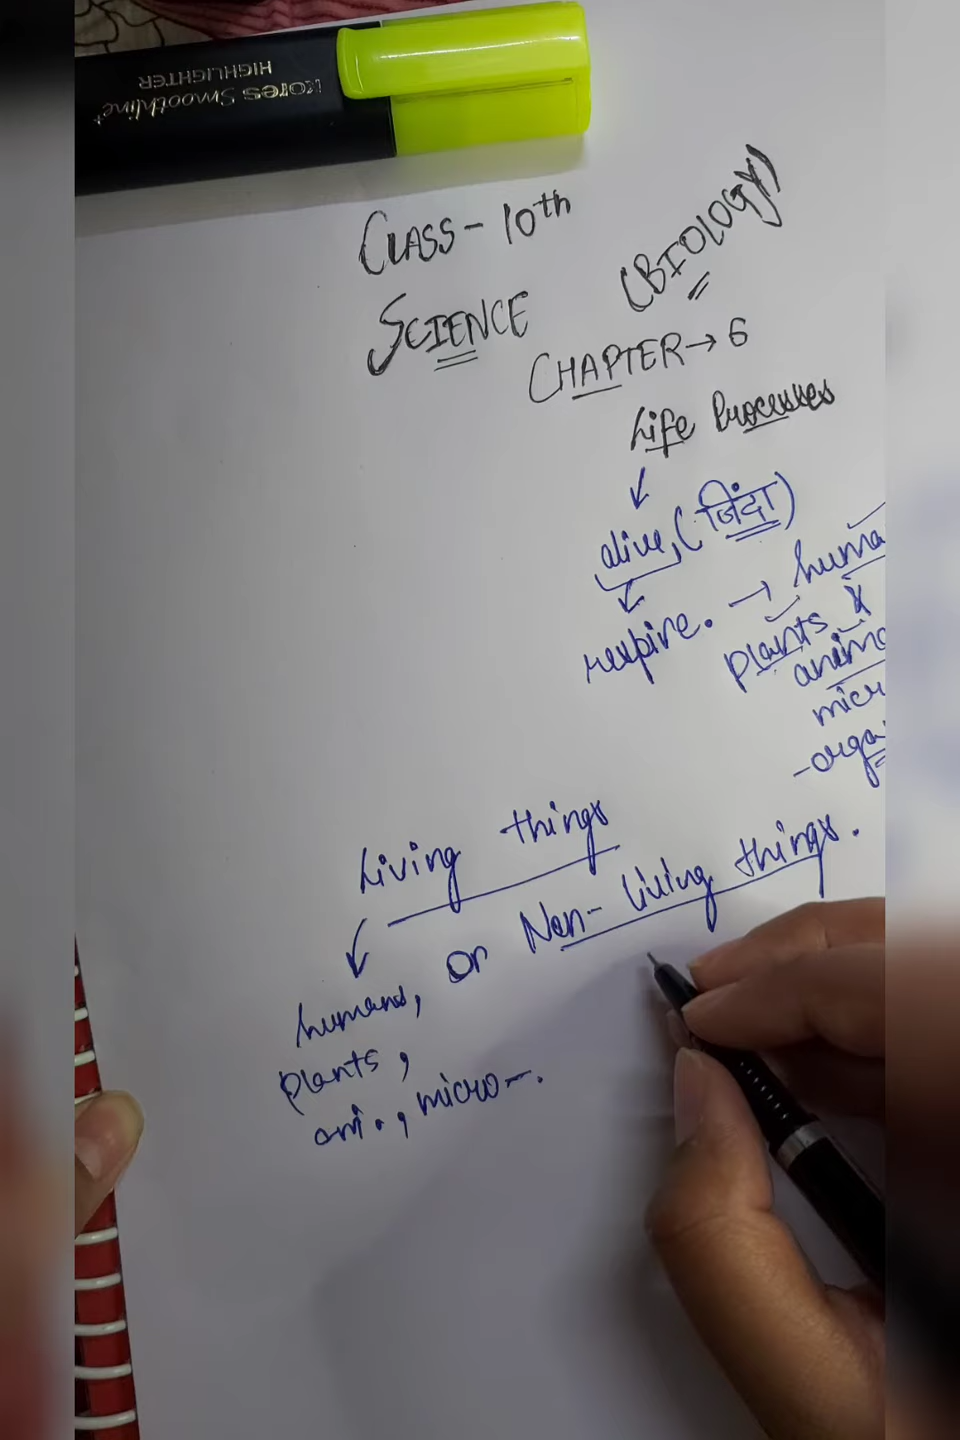 Kores Smoothline+
HIGHLIGHTER
CLASS - 10th
SCIENCE (BIOLOGY)
CHAPTER → 6
Life Processes
alive, (जिंदा)
respire. → huma
plants &
anima
micr
-orga
Living things
or Non-living things.
humans,
plants,
ani., micro-.